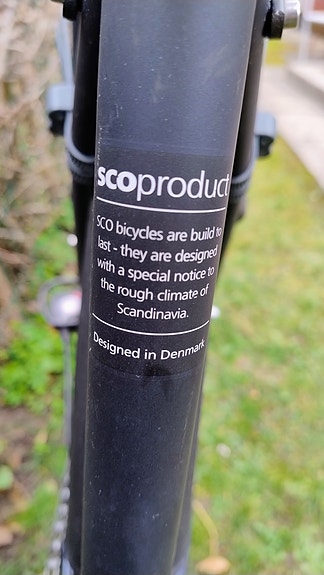 scoproduct
SCO bicycles are build to
last - they are designed
with a special notice to
the rough climate of
Scandinavia.
Designed in Denmark